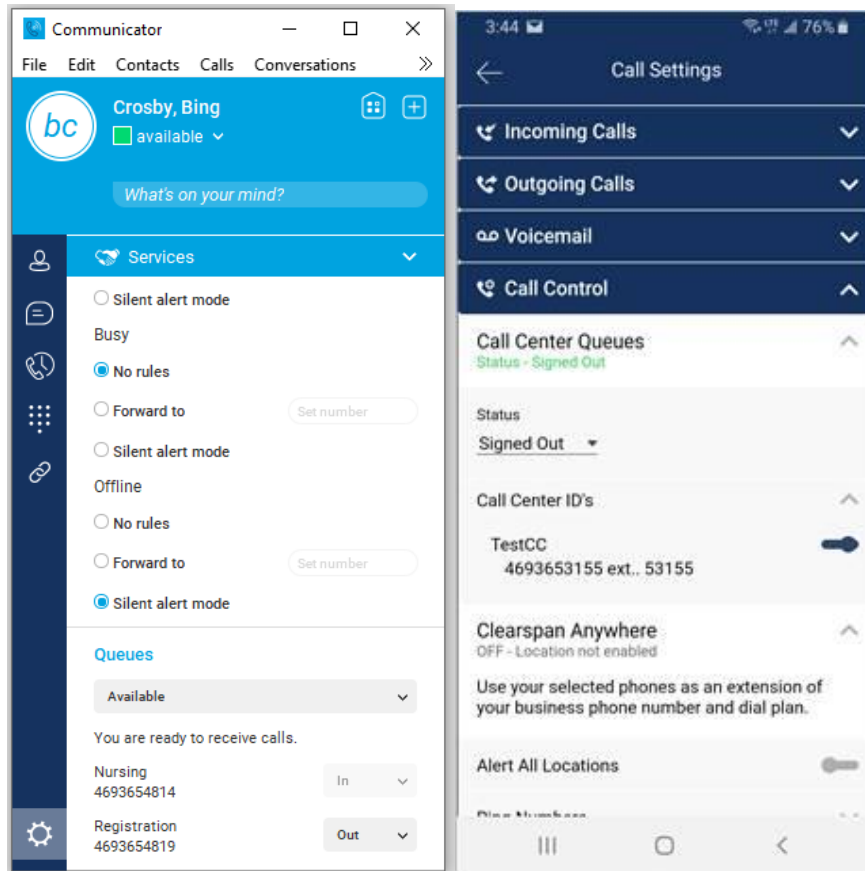 Communicator
File Edit Contacts Calls Conversations
bc
Crosby, Bing
available
What's on your mind?
Services
Silent alert mode
Busy
No rules
Forward to Set number
Silent alert mode
Offline
No rules
Forward to Set number
Silent alert mode
Queues
Available
You are ready to receive calls.
Nursing
4693654814
In
Registration
4693654819
Out
3:44 76%
Call Settings
Incoming Calls
Outgoing Calls
Voicemail
Call Control
Call Center Queues
Status - Signed Out
Status
Signed Out
Call Center ID's
TestCC
4693653155 ext.. 53155
Clearspan Anywhere
OFF - Location not enabled
Use your selected phones as an extension of
your business phone number and dial plan.
Alert All Locations